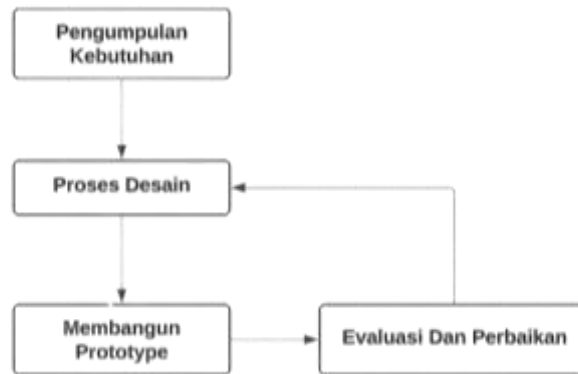 Pengumpulan
Kebutuhan
Proses Desain
Membangun
Prototype
Evaluasi Dan Perbaikan